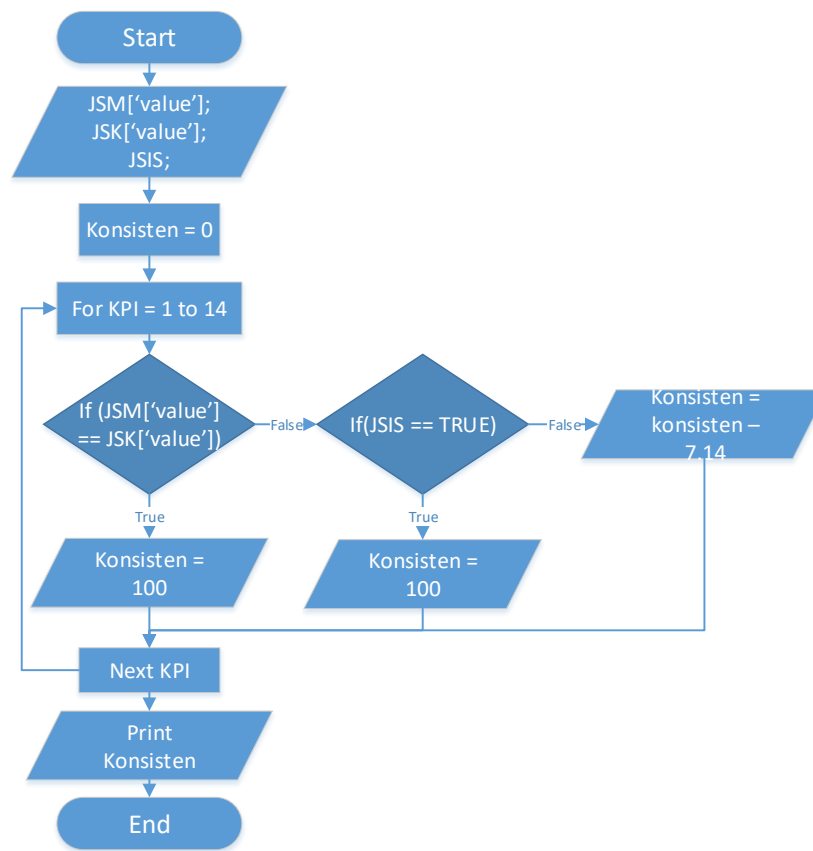 Start
JSM[‘value’];
JSK[‘value’];
JSIS;
Konsisten = 0
For KPI = 1 to 14
If (JSM[‘value’]
== JSK[‘value’])
False
If(JSIS == TRUE)
False
Konsisten =
konsisten –
7.14
True
True
Konsisten =
100
Konsisten =
100
Next KPI
Print
Konsisten
End